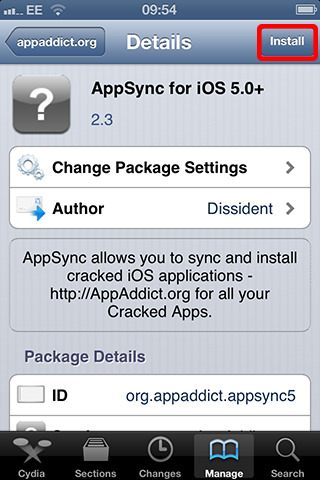 EE 09:54
appaddict.org Details Install
AppSync for iOS 5.0+
2.3
Change Package Settings
Author Dissident
AppSync allows you to sync and install
cracked iOS applications -
http://AppAddict.org for all your
Cracked Apps.
Package Details
ID org.appaddict.appsync5
Cydia Sections Changes Manage Search